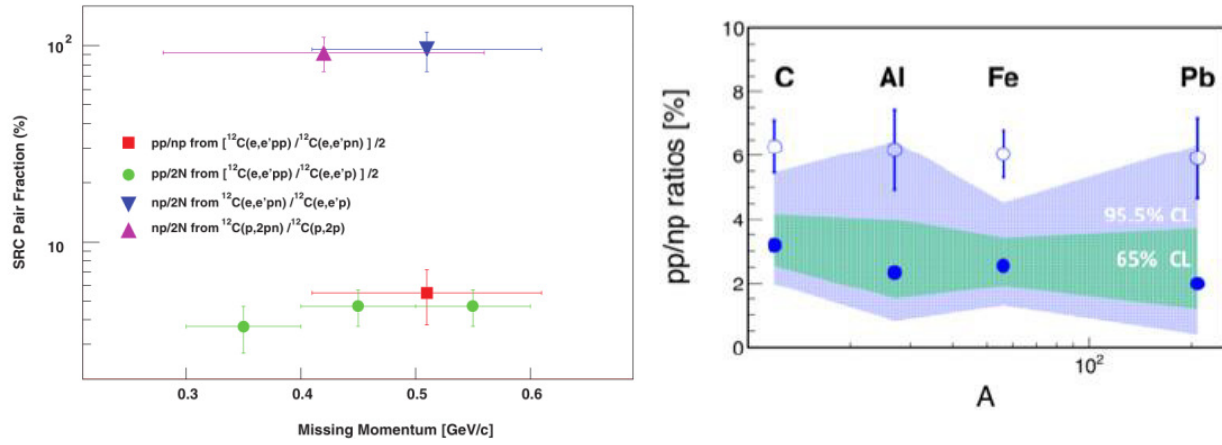 10²
10
SRC Pair Fraction (%)
pp/np from [¹²C(e,e'pp) /¹²C(e,e'pn) ] /2
pp/2N from [¹²C(e,e'pp) /¹²C(e,e'p) ] /2
np/2N from ¹²C(e,e'pn) /¹²C(e,e'p)
np/2N from ¹²C(p,2pn) /¹²C(p,2p)
0.3 0.4 0.5 0.6
Missing Momentum [GeV/c]
10
8
6
4
2
0
pp/np ratios [%]
C Al Fe Pb
95.5% CL
65% CL
10²
A